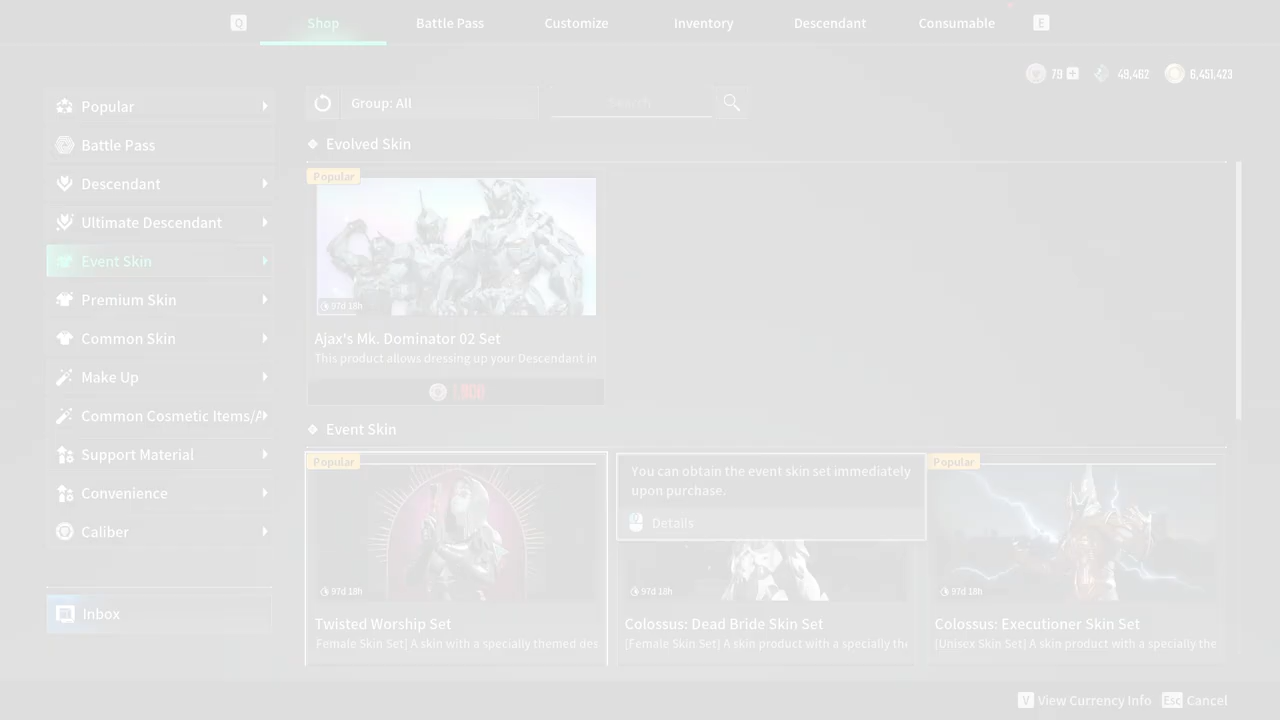 Q Shop Battle Pass Customize Inventory Descendant Consumable E
79 49,462 6,451,423
Popular
Battle Pass
Descendant
Ultimate Descendant
Event Skin
Premium Skin
Common Skin
Make Up
Common Cosmetic Items/A
Support Material
Convenience
Caliber
Inbox
Group: All Search
Evolved Skin
Popular
97d 18h
Ajax's Mk. Dominator 02 Set
This product allows dressing up your Descendant in
1,900
Event Skin
Popular
97d 18h
Twisted Worship Set
Female Skin Set] A skin with a specially themed des
You can obtain the event skin set immediately
upon purchase.
Details
97d 18h
Colossus: Dead Bride Skin Set
[Female Skin Set] A skin product with a specially the
Popular
97d 18h
Colossus: Executioner Skin Set
[Unisex Skin Set] A skin product with a specially the
V View Currency Info Esc Cancel